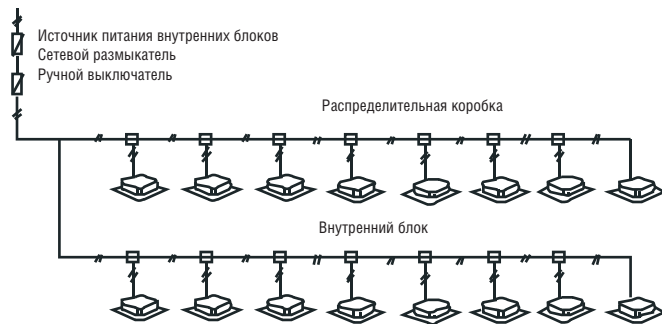 Источник питания внутренних блоков
Сетевой размыкатель
Ручной выключатель
Распределительная коробка
Внутренний блок